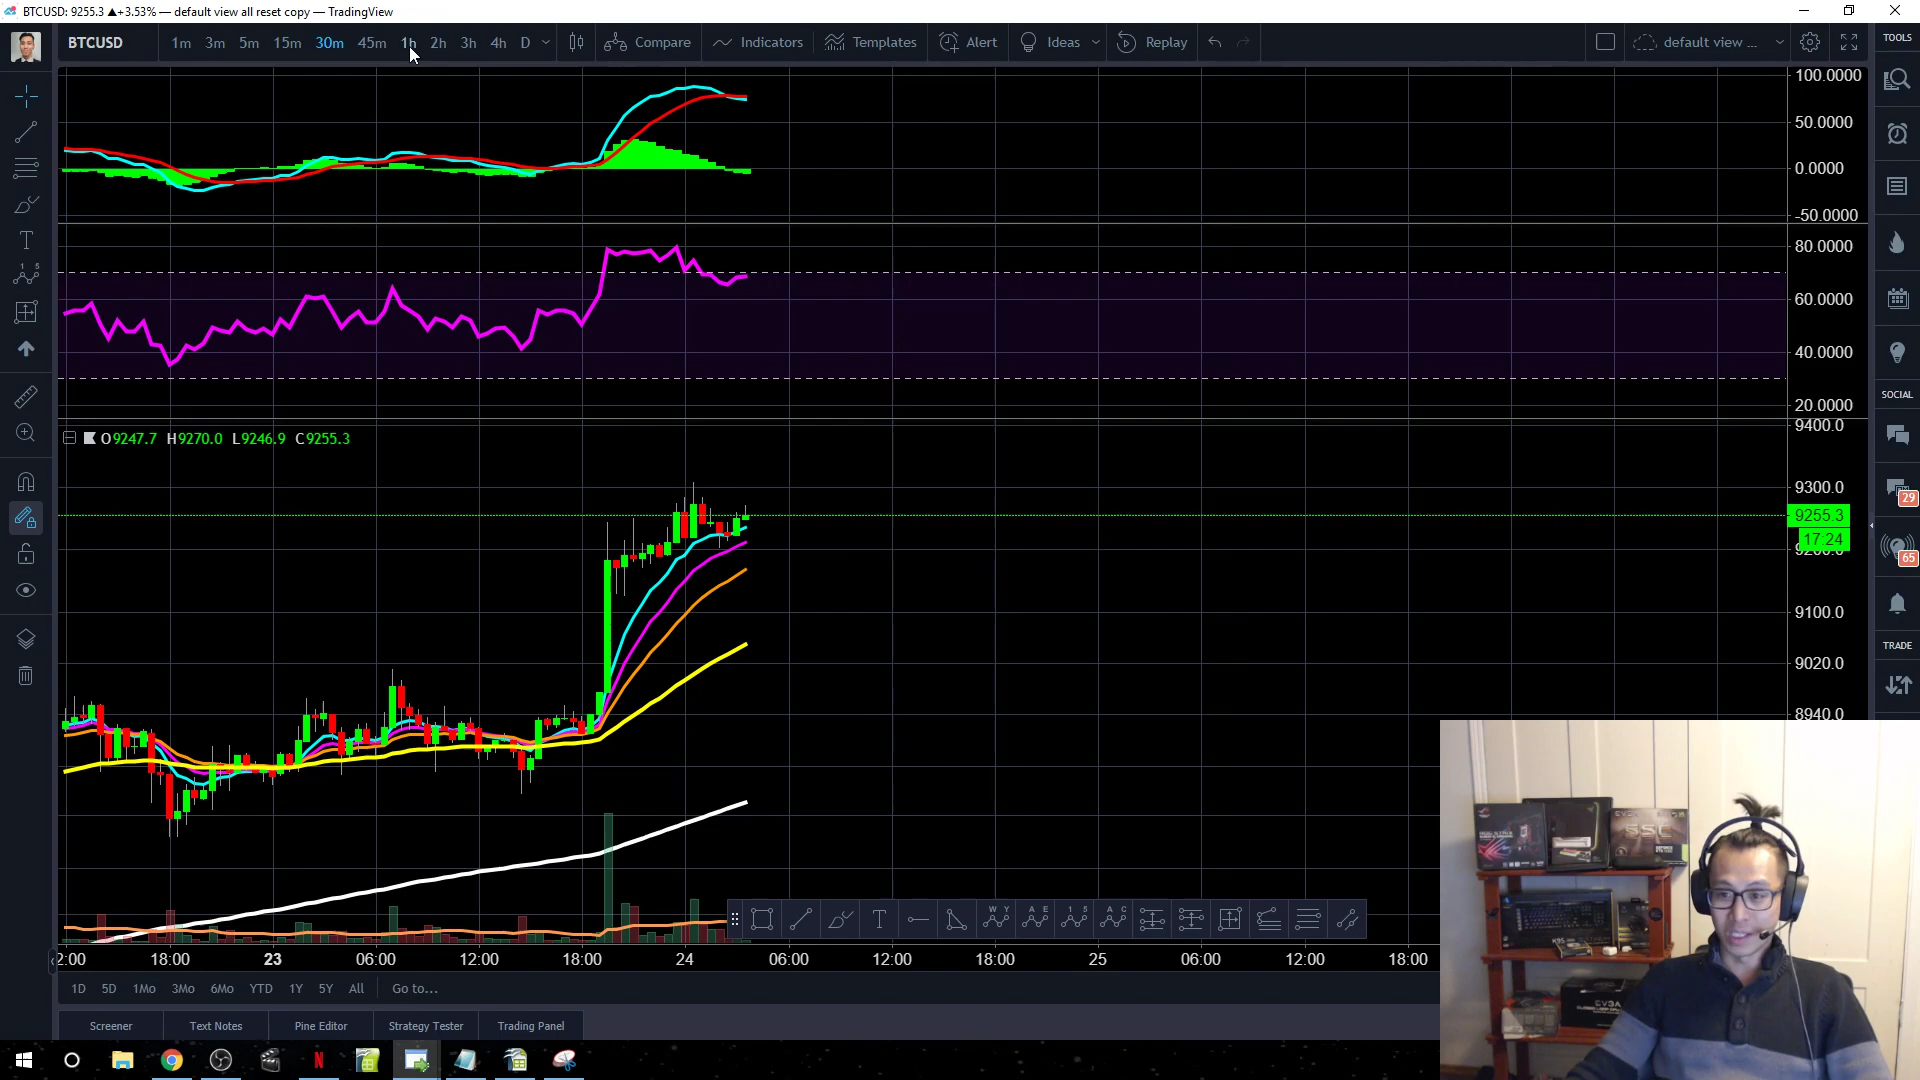 BTCUSD: 9255.3 ▲+3.53% — default view all reset copy — TradingView
BTCUSD 1m 3m 5m 15m 30m 45m 1h 2h 3h 4h D Compare Indicators Templates Alert Ideas Replay default view ...
TOOLS
100.0000
50.0000
0.0000
-50.0000
80.0000
60.0000
40.0000
20.0000
SOCIAL
O9247.7 H9270.0 L9246.9 C9255.3
9400.0
9300.0
29
9255.3
17:24
65
9100.0
TRADE
9020.0
8940.0
2:00 18:00 23 06:00 12:00 18:00 24 06:00 12:00 18:00 25 06:00 12:00 18:00
1D 5D 1Mo 3Mo 6Mo YTD 1Y 5Y All Go to...
Screener Text Notes Pine Editor Strategy Tester Trading Panel